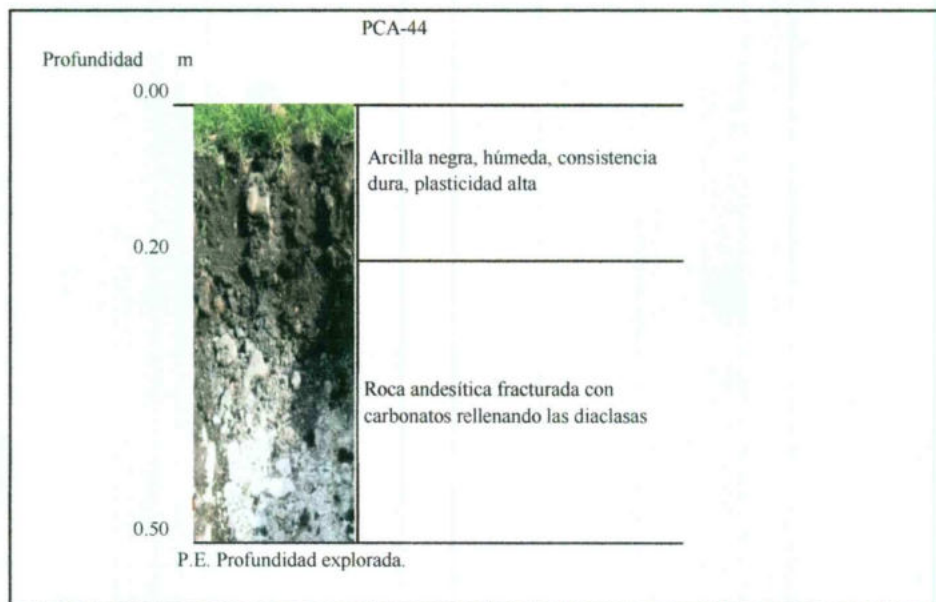 PCA-44
Profundidad m
0.00
Arcilla negra, húmeda, consistencia
dura, plasticidad alta
0.20
Roca andesítica fracturada con
carbonatos rellenando las diaclasas
0.50
P.E. Profundidad explorada.